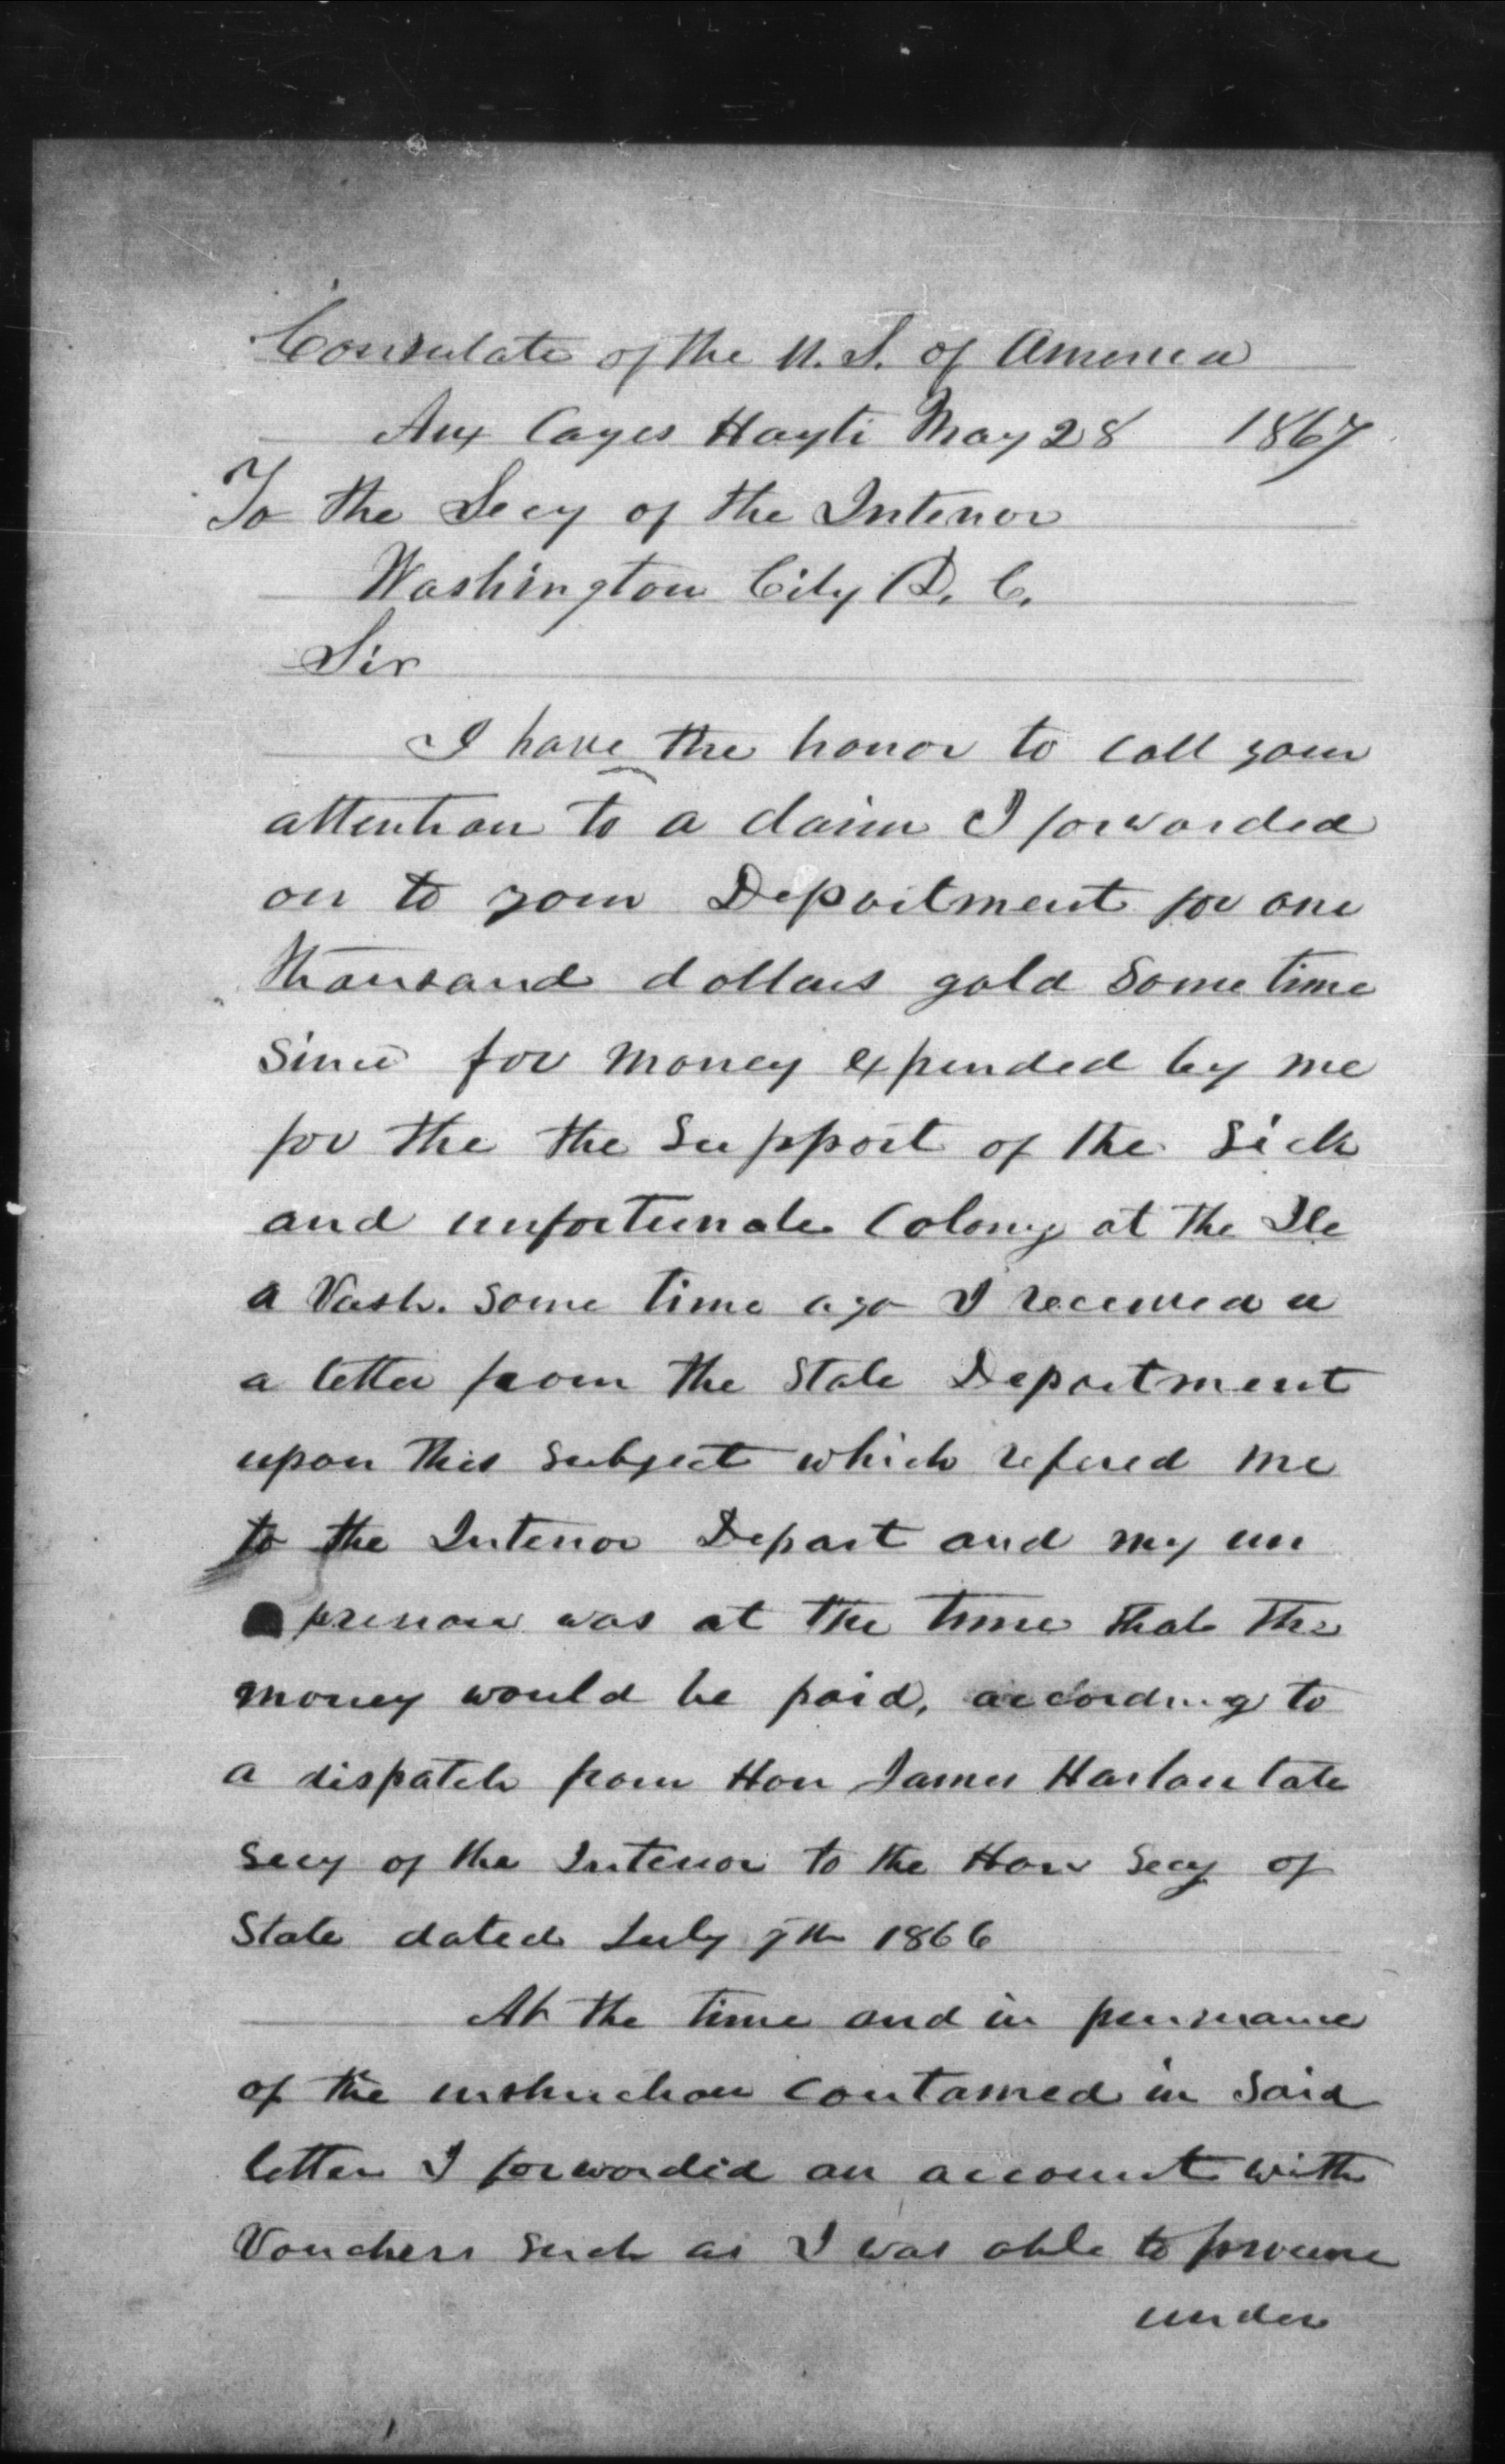 Consulate of the U. S. of America
Aux Cayes Hayti May 28 1867
To the Secy of the Interior
Washington City D. C.
Sir
I have the honor to call your
attention to a claim I forwarded
on to your Department for one
thousand dollars gold some time
since for money expended by me
for the the support of the sick
and unfortunate Colony at the Ile
a Vash. some time ago I received a
a letter from the State Department
upon this subject which refered me
to the Interior Depart and my im
pression was at the time that the
money would be paid, according to
a dispatch from Hon James Harlan late
Secy of the Interior to the Hon Secy of
State dated July 9th 1866
At the time and in pursuance
of the instruction contained in said
letter I forwarded an account with
Vouchers such as I was able to procure
under